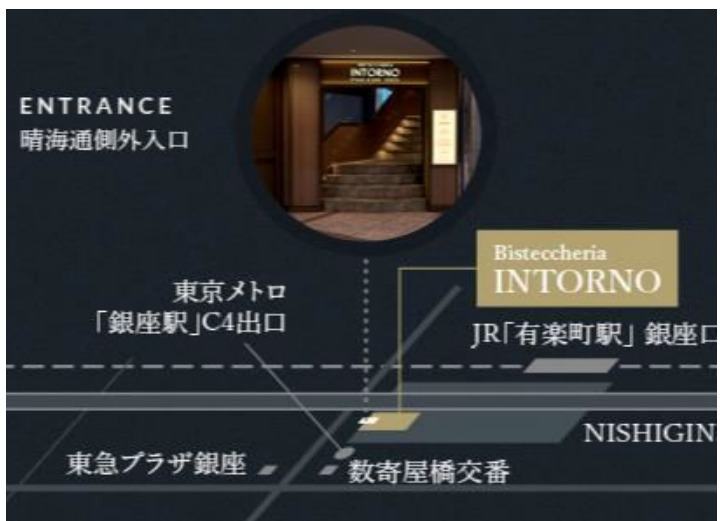 INTORNO
ENTRANCE
晴海通側外入口
Bisteccheria
INTORNO
東京メトロ
「銀座駅」C4出口
JR「有楽町駅」 銀座口
NISHIGIN
東急プラザ銀座
数寄屋橋交番